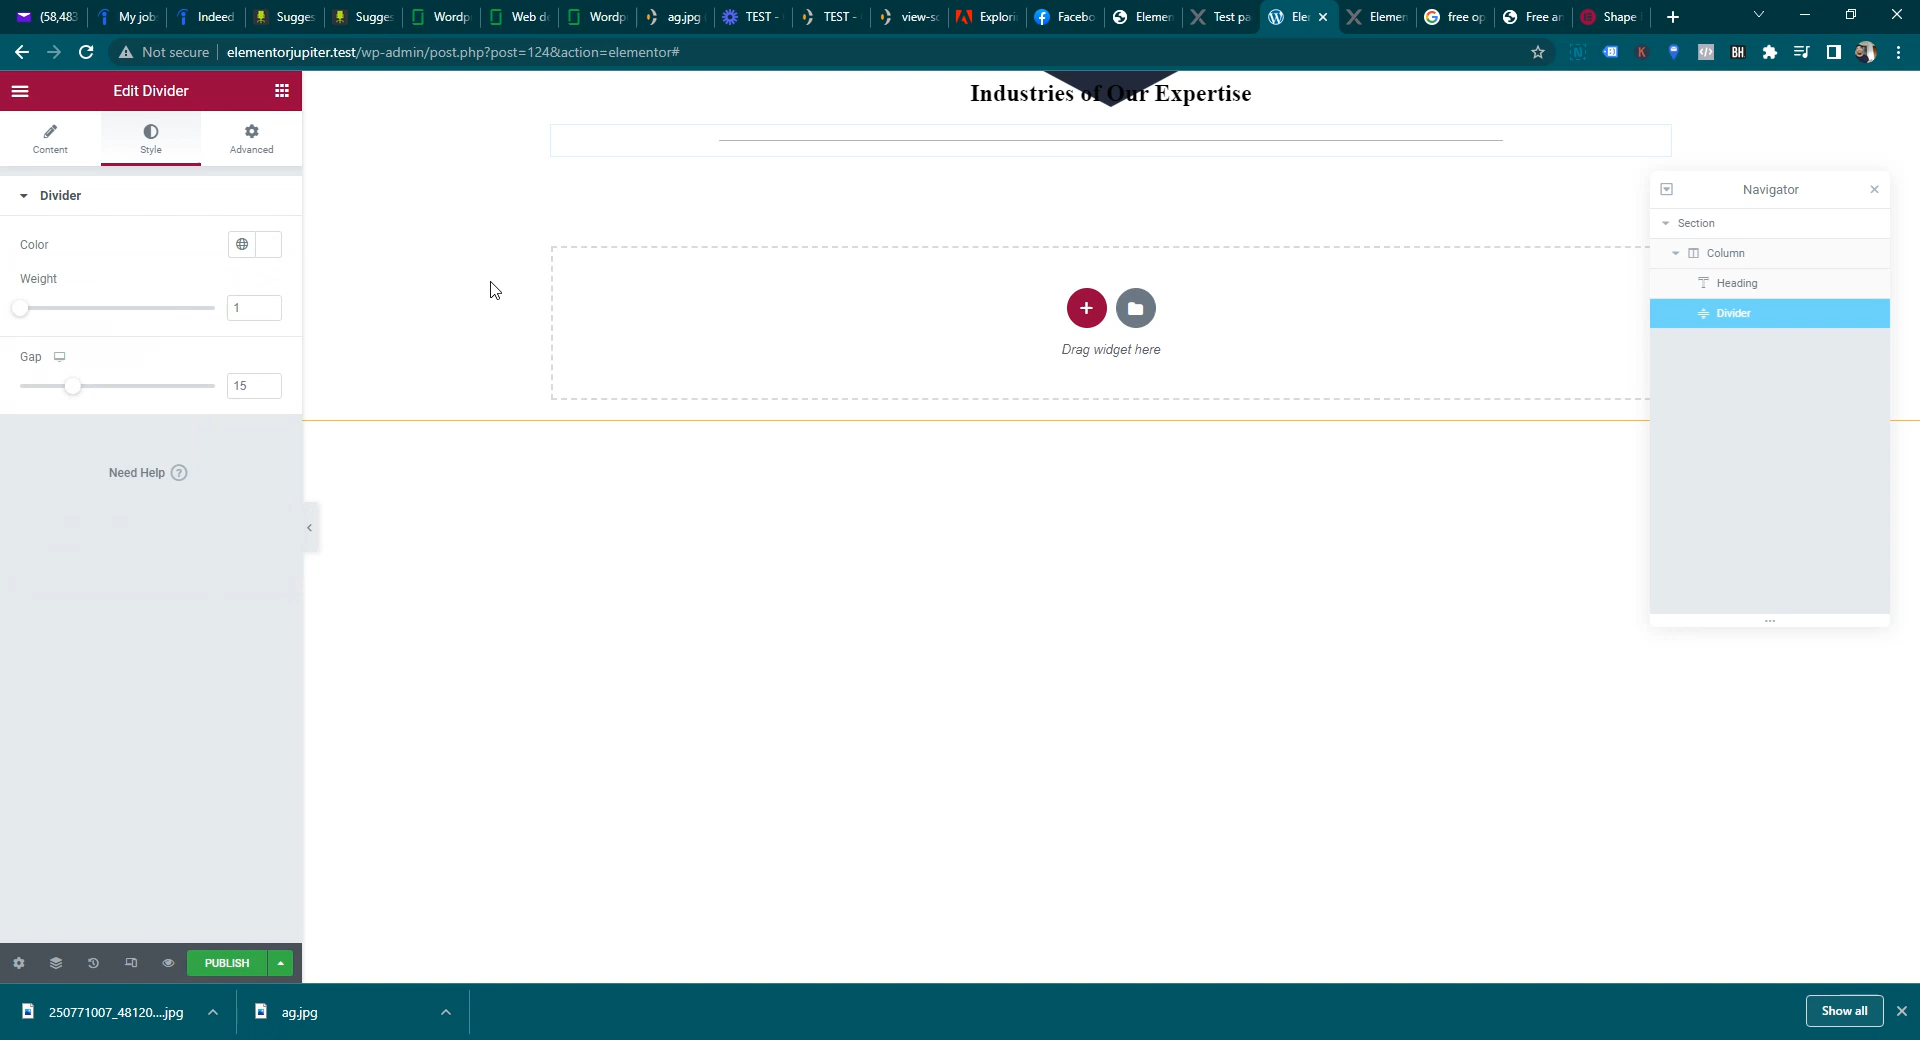 (58,483
My job
Indeed
Sugges
Sugges
Wordp
Web de
Wordp
ag.jpg
TEST -
TEST -
view-so
Explori
Facebo
Elemen
Test pa
Ele
Elemen
free op
Free an
Shape
Not secure
elementorjupiter.test/wp-admin/post.php?post=124&action=elementor#
Edit Divider
Content
Style
Advanced
Divider
Color
Weight
1
Gap
15
Need Help ?
PUBLISH
Industries of Our Expertise
Drag widget here
Navigator
Section
Column
Heading
Divider
250771007_48120....jpg
ag.jpg
Show all